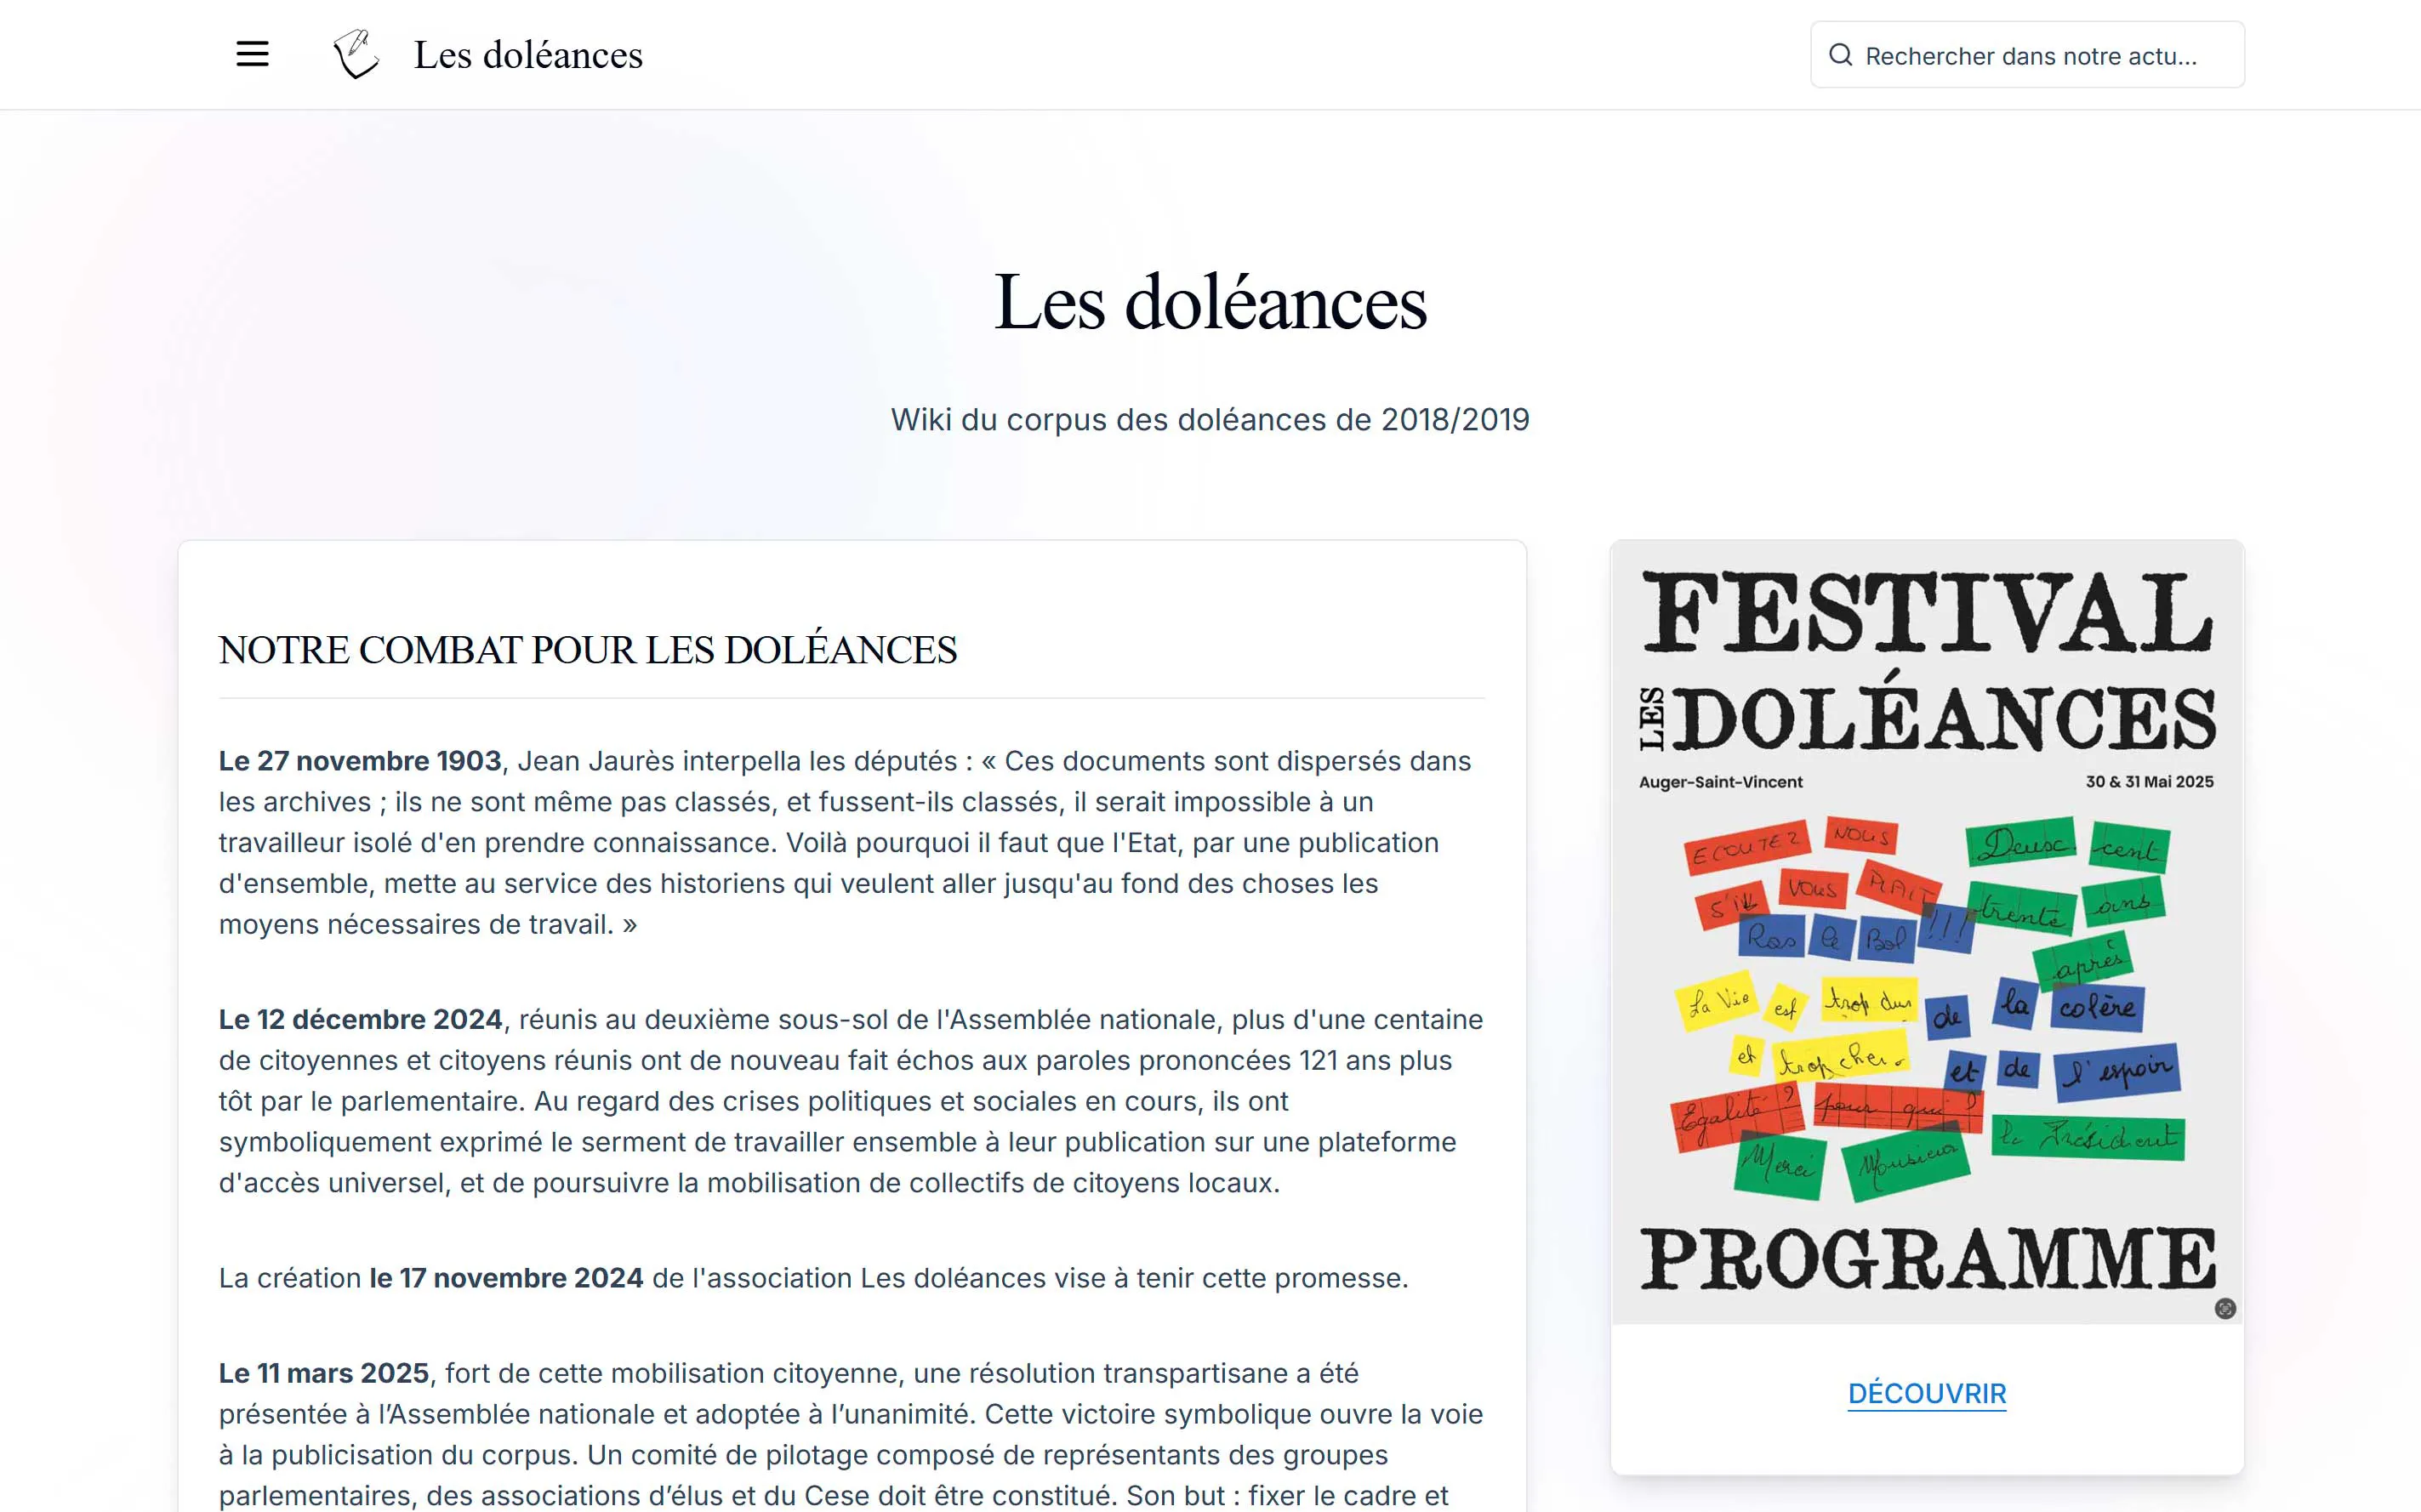 Les doléances
Rechercher dans notre actu...
Les doléances
Wiki du corpus des doléances de 2018/2019
NOTRE COMBAT POUR LES DOLÉANCES
Le 27 novembre 1903, Jean Jaurès interpella les députés : « Ces documents sont dispersés dans
les archives ; ils ne sont même pas classés, et fussent-ils classés, il serait impossible à un
travailleur isolé d'en prendre connaissance. Voilà pourquoi il faut que l'Etat, par une publication
d'ensemble, mette au service des historiens qui veulent aller jusqu'au fond des choses les
moyens nécessaires de travail. »
Le 12 décembre 2024, réunis au deuxième sous-sol de l'Assemblée nationale, plus d'une centaine
de citoyennes et citoyens réunis ont de nouveau fait échos aux paroles prononcées 121 ans plus
tôt par le parlementaire. Au regard des crises politiques et sociales en cours, ils ont
symboliquement exprimé le serment de travailler ensemble à leur publication sur une plateforme
d'accès universel, et de poursuivre la mobilisation de collectifs de citoyens locaux.
La création le 17 novembre 2024 de l'association Les doléances vise à tenir cette promesse.
Le 11 mars 2025, fort de cette mobilisation citoyenne, une résolution transpartisane a été
présentée à l’Assemblée nationale et adoptée à l’unanimité. Cette victoire symbolique ouvre la voie
à la publicisation du corpus. Un comité de pilotage composé de représentants des groupes
parlementaires, des associations d’élus et du Cese doit être constitué. Son but : fixer le cadre et
FESTIVAL
LES DOLÉANCES
Auger-Saint-Vincent 30 & 31 Mai 2025
ECOUTEZ NOUS
S'IL VOUS PLAIT
Ras le Bol !!!
Deux cent
trente ans
après
La Vie est trop dur
et trop cher.
de la colère
et de l'espoir
Egalité ? pour qui ?
Merci Monsieur
le Président
PROGRAMME
DÉCOUVRIR